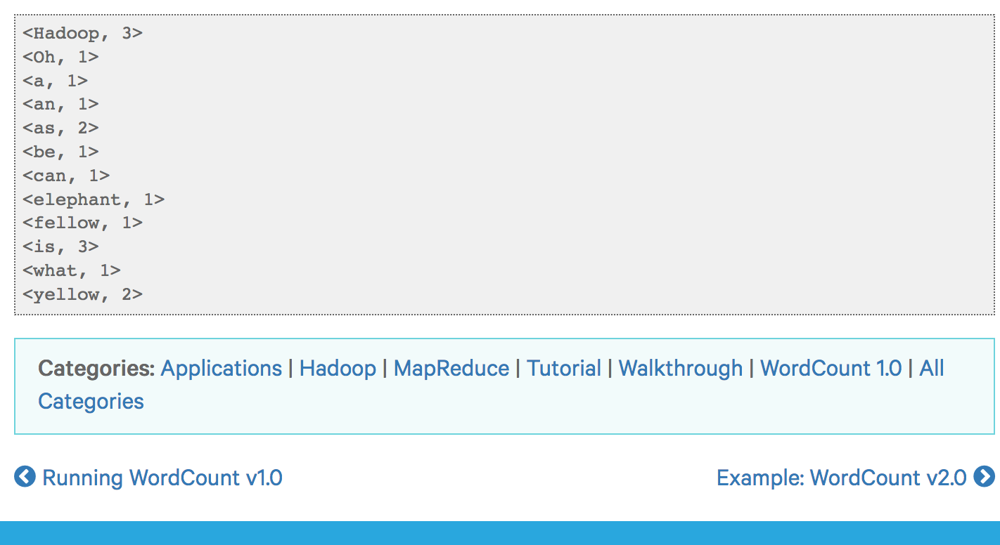 <Hadoop, 3>
<Oh, 1>
<a, 1>
<an, 1>
<as, 2>
<be, 1>
<can, 1>
<elephant, 1>
<fellow, 1>
<is, 3>
<what, 1>
<yellow, 2>
Categories: Applications | Hadoop | MapReduce | Tutorial | Walkthrough | WordCount 1.0 | All
Categories
Running WordCount v1.0
Example: WordCount v2.0